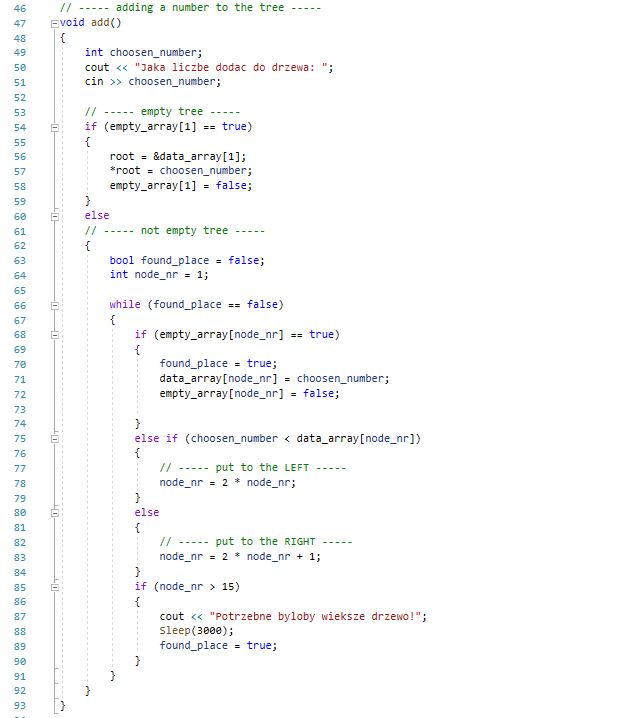 46 // ----- adding a number to the tree -----
47 void add()
48 {
49     int choosen_number;
50     cout << "Jaka liczbe dodac do drzewa: ";
51     cin >> choosen_number;
52
53     // ----- empty tree -----
54     if (empty_array[1] == true)
55     {
56         root = &data_array[1];
57         *root = choosen_number;
58         empty_array[1] = false;
59     }
60     else
61     // ----- not empty tree -----
62     {
63         bool found_place = false;
64         int node_nr = 1;
65
66         while (found_place == false)
67         {
68             if (empty_array[node_nr] == true)
69             {
70                 found_place = true;
71                 data_array[node_nr] = choosen_number;
72                 empty_array[node_nr] = false;
73
74             }
75             else if (choosen_number < data_array[node_nr])
76             {
77                 // ----- put to the LEFT -----
78                 node_nr = 2 * node_nr;
79             }
80             else
81             {
82                 // ----- put to the RIGHT -----
83                 node_nr = 2 * node_nr + 1;
84             }
85             if (node_nr > 15)
86             {
87                 cout << "Potrzebne byloby wieksze drzewo!";
88                 Sleep(3000);
89                 found_place = true;
90             }
91         }
92     }
93 }